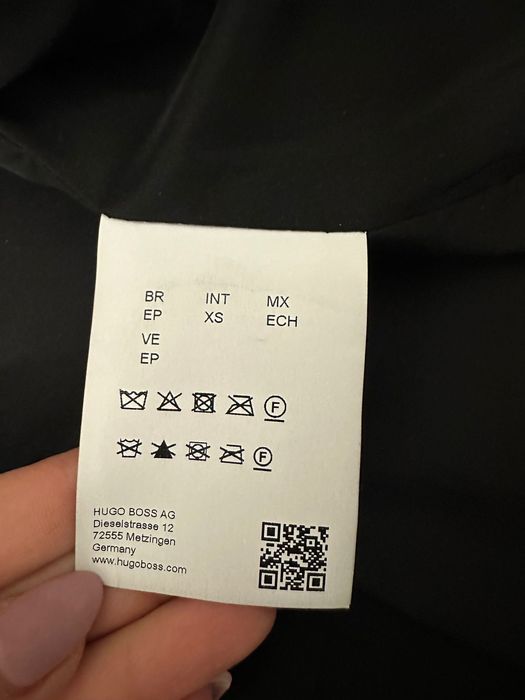 BR INT MX
EP XS ECH
VE
EP
F
F
HUGO BOSS AG
Dieselstrasse 12
72555 Metzingen
Germany
www.hugoboss.com